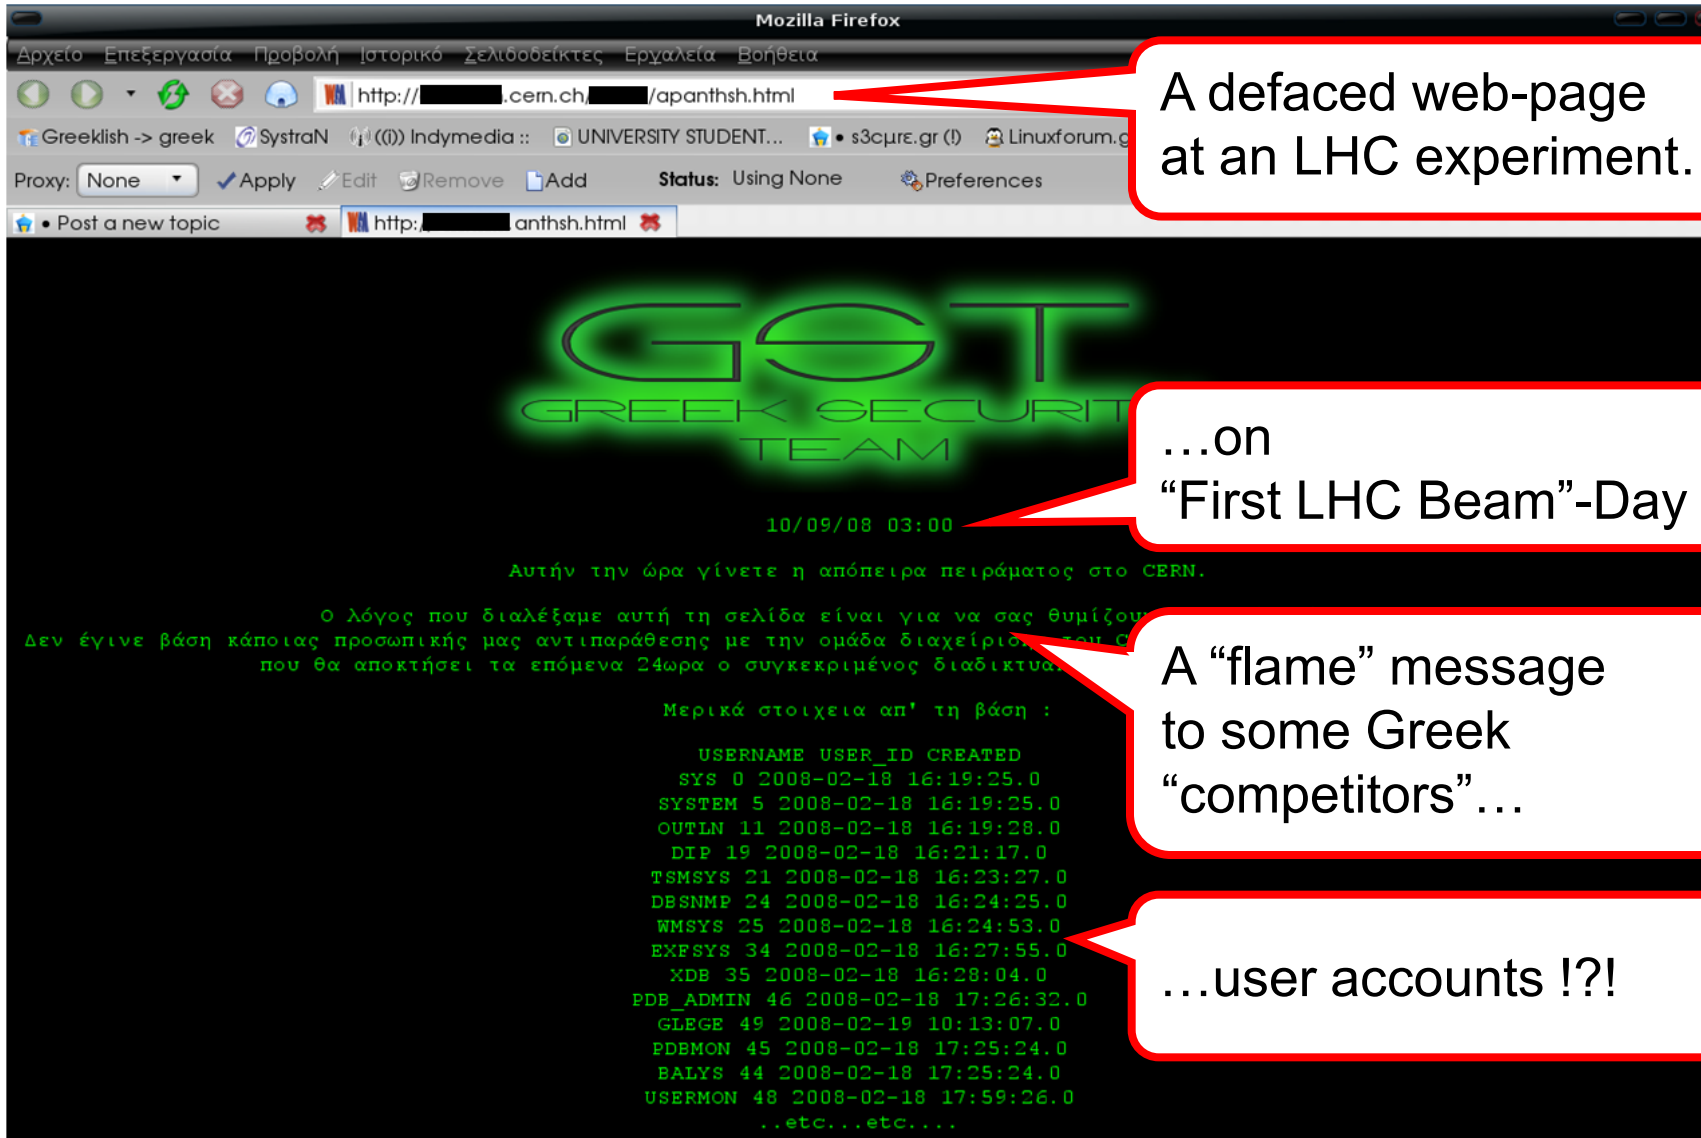 Mozilla Firefox
Αρχείο Επεξεργασία Προβολή Ιστορικό Σελιδοδείκτες Εργαλεία Βοήθεια
http:// .cern.ch/ /apanthsh.html
Greeklish -> greek SystraN ((i)) Indymedia :: UNIVERSITY STUDENT... • s3cμrε.gr (!) Linuxforum.g
Proxy: None Apply Edit Remove Add Status: Using None Preferences
• Post a new topic http:/ anthsh.html
A defaced web-page
at an LHC experiment.
GST
GREEK SECURIT
TEAM
…on
“First LHC Beam”-Day
10/09/08 03:00
Αυτήν την ώρα γίνετε η απόπειρα πειράματος στο CERN.
Ο λόγος που διαλέξαμε αυτή τη σελίδα είναι για να σας θυμίζου
Δεν έγινε βάση κάποιας προσωπικής μας αντιπαράθεσης με την ομάδα
που θα αποκτήσει τα επόμενα 24ωρα ο συγκεκριμένος
A “flame” message
to some Greek
“competitors”…
Μερικά στοιχεια απ' τη βάση :
USERNAME USER_ID CREATED
SYS 0 2008-02-18 16:19:25.0
SYSTEM 5 2008-02-18 16:19:25.0
OUTLN 11 2008-02-18 16:19:28.0
DIP 19 2008-02-18 16:21:17.0
TSMSYS 21 2008-02-18 16:23:27.0
DBSNMP 24 2008-02-18 16:24:25.0
WMSYS 25 2008-02-18 16:24:53.0
EXFSYS 34 2008-02-18 16:27:55.0
XDB 35 2008-02-18 16:28:04.0
PDB_ADMIN 46 2008-02-18 17:26:32.0
GLEGE 49 2008-02-19 10:13:07.0
PDBMON 45 2008-02-18 17:25:24.0
BALYS 44 2008-02-18 17:25:24.0
USERMON 48 2008-02-18 17:59:26.0
..etc...etc....
…user accounts !?!